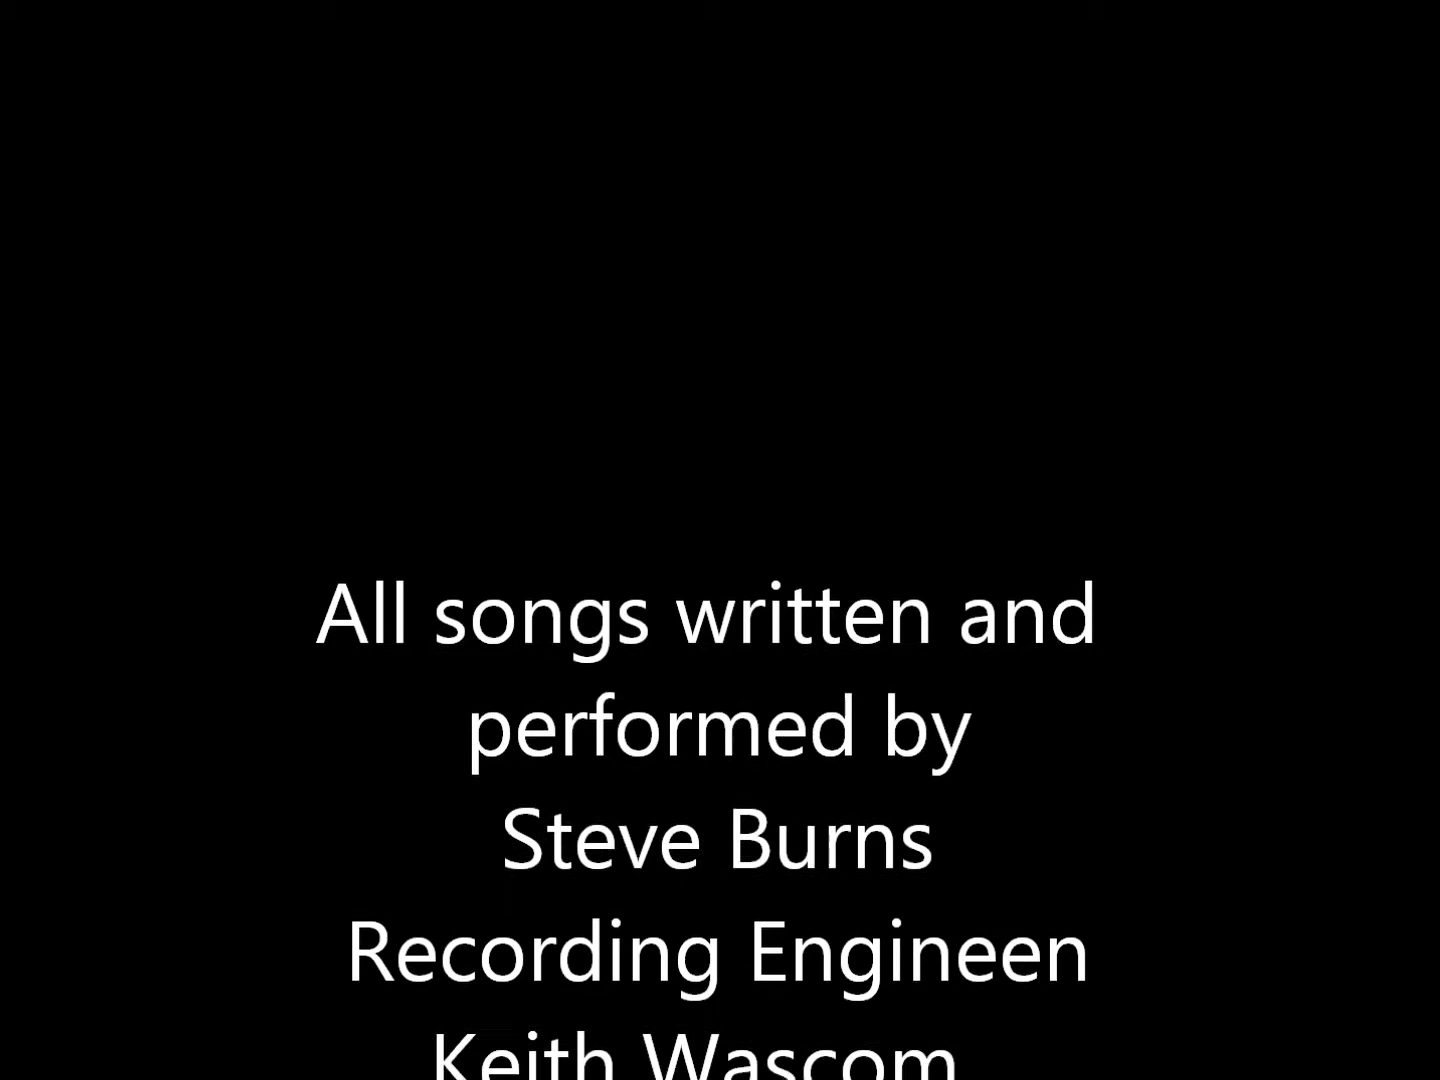 All songs written and
performed by
Steve Burns
Recording Engineen
Keith Wascom